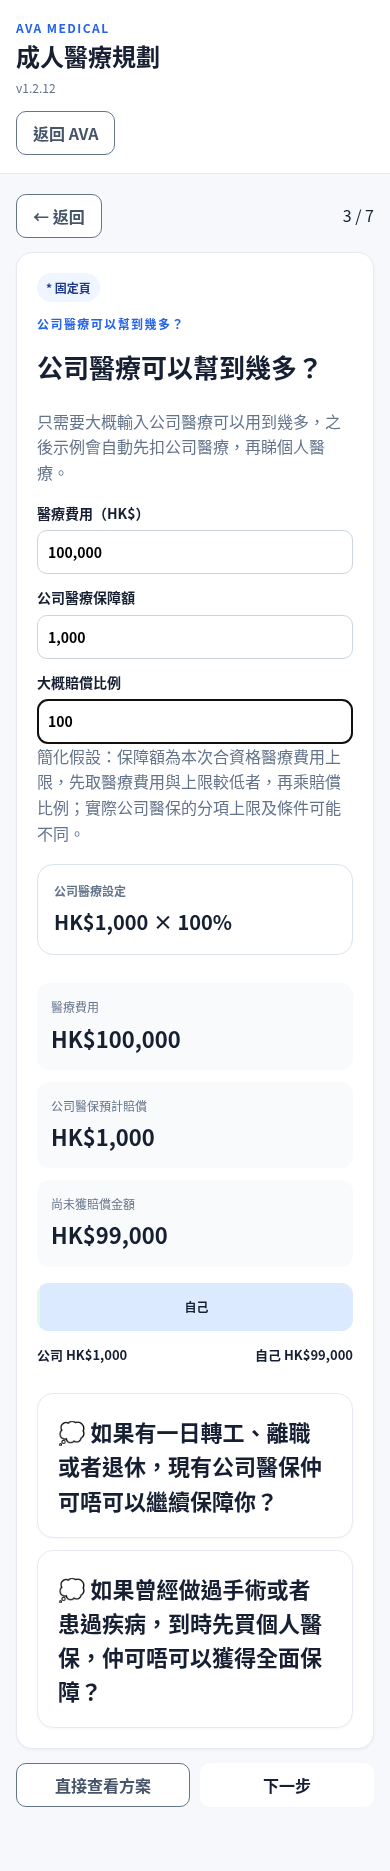 AVA MEDICAL
成人醫療規劃
v1.2.12
返回 AVA
← 返回
3 / 7
* 固定頁
公司醫療可以幫到幾多？
公司醫療可以幫到幾多？
只需要大概輸入公司醫療可以用到幾多，之
後示例會自動先扣公司醫療，再睇個人醫
療。
醫療費用（HK$）
100,000
公司醫療保障額
1,000
大概賠償比例
100
簡化假設：保障額為本次合資格醫療費用上
限，先取醫療費用與上限較低者，再乘賠償
比例；實際公司醫保的分項上限及條件可能
不同。
公司醫療設定
HK$1,000 × 100%
醫療費用
HK$100,000
公司醫保預計賠償
HK$1,000
尚未獲賠償金額
HK$99,000
自己
公司 HK$1,000
自己 HK$99,000
💭 如果有一日轉工、離職
或者退休，現有公司醫保仲
可唔可以繼續保障你？
💭 如果曾經做過手術或者
患過疾病，到時先買個人醫
保，仲可唔可以獲得全面保
障？
直接查看方案
下一步